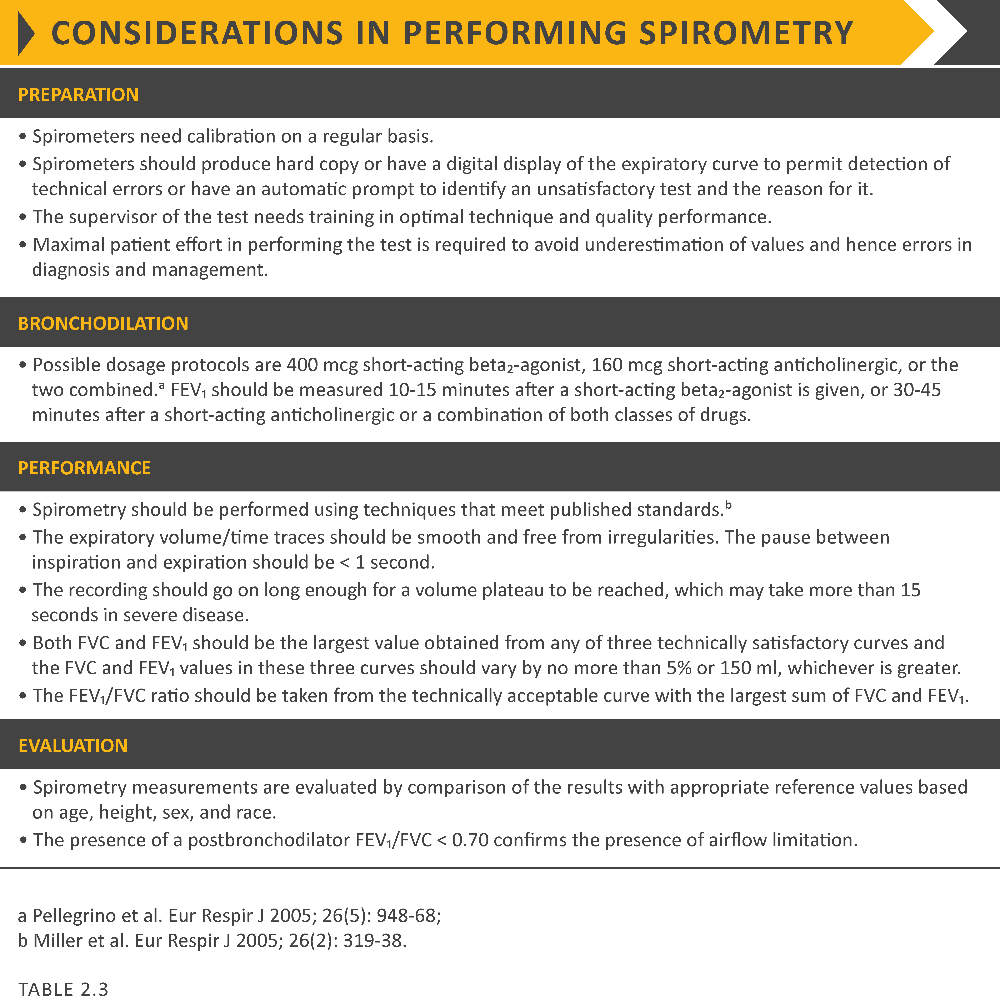 CONSIDERATIONS IN PERFORMING SPIROMETRY
PREPARATION
• Spirometers need calibration on a regular basis.
• Spirometers should produce hard copy or have a digital display of the expiratory curve to permit detection of
technical errors or have an automatic prompt to identify an unsatisfactory test and the reason for it.
• The supervisor of the test needs training in optimal technique and quality performance.
• Maximal patient effort in performing the test is required to avoid underestimation of values and hence errors in
diagnosis and management.
BRONCHODILATION
• Possible dosage protocols are 400 mcg short-acting beta₂-agonist, 160 mcg short-acting anticholinergic, or the
two combined.ᵃ FEV₁ should be measured 10-15 minutes after a short-acting beta₂-agonist is given, or 30-45
minutes after a short-acting anticholinergic or a combination of both classes of drugs.
PERFORMANCE
• Spirometry should be performed using techniques that meet published standards.ᵇ
• The expiratory volume/time traces should be smooth and free from irregularities. The pause between
inspiration and expiration should be < 1 second.
• The recording should go on long enough for a volume plateau to be reached, which may take more than 15
seconds in severe disease.
• Both FVC and FEV₁ should be the largest value obtained from any of three technically satisfactory curves and
the FVC and FEV₁ values in these three curves should vary by no more than 5% or 150 ml, whichever is greater.
• The FEV₁/FVC ratio should be taken from the technically acceptable curve with the largest sum of FVC and FEV₁.
EVALUATION
• Spirometry measurements are evaluated by comparison of the results with appropriate reference values based
on age, height, sex, and race.
• The presence of a postbronchodilator FEV₁/FVC < 0.70 confirms the presence of airflow limitation.
a Pellegrino et al. Eur Respir J 2005; 26(5): 948-68;
b Miller et al. Eur Respir J 2005; 26(2): 319-38.
TABLE 2.3